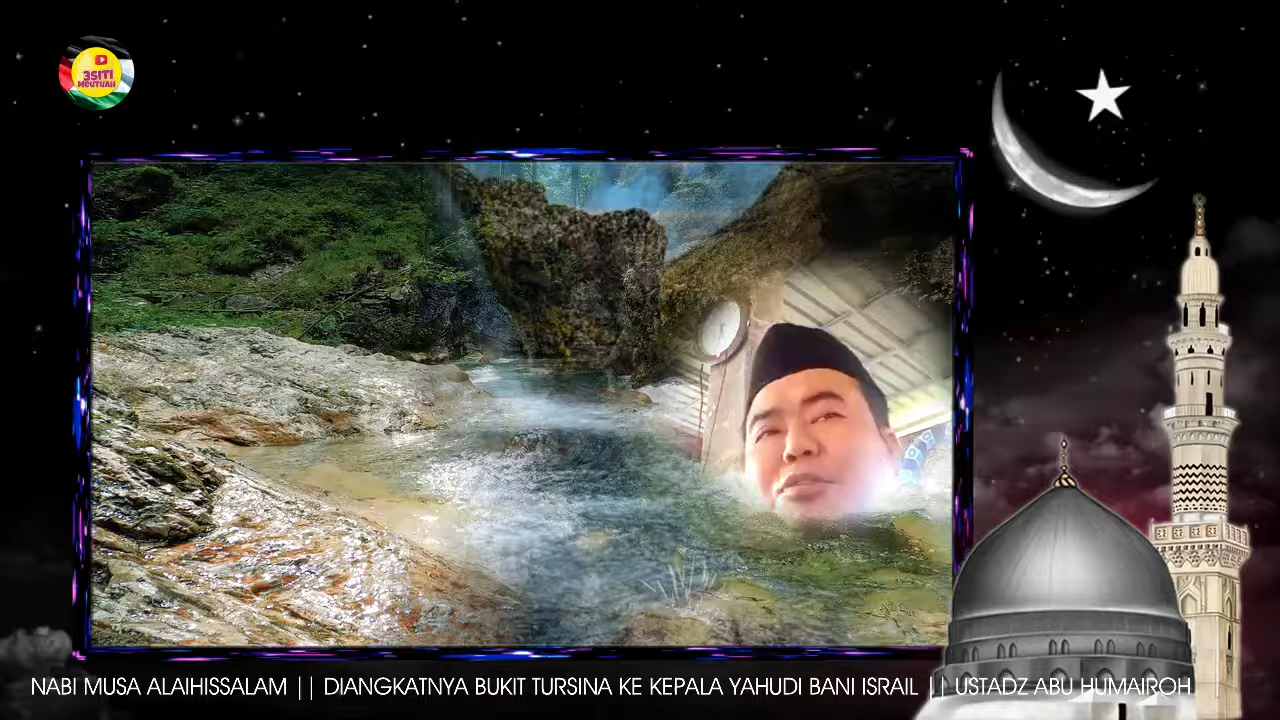 3SITI
MEUTUAH
NABI MUSA ALAIHISSALAM || DIANGKATNYA BUKIT TURSINA KE KEPALA YAHUDI BANI ISRAIL || USTADZ ABU HUMAIROH